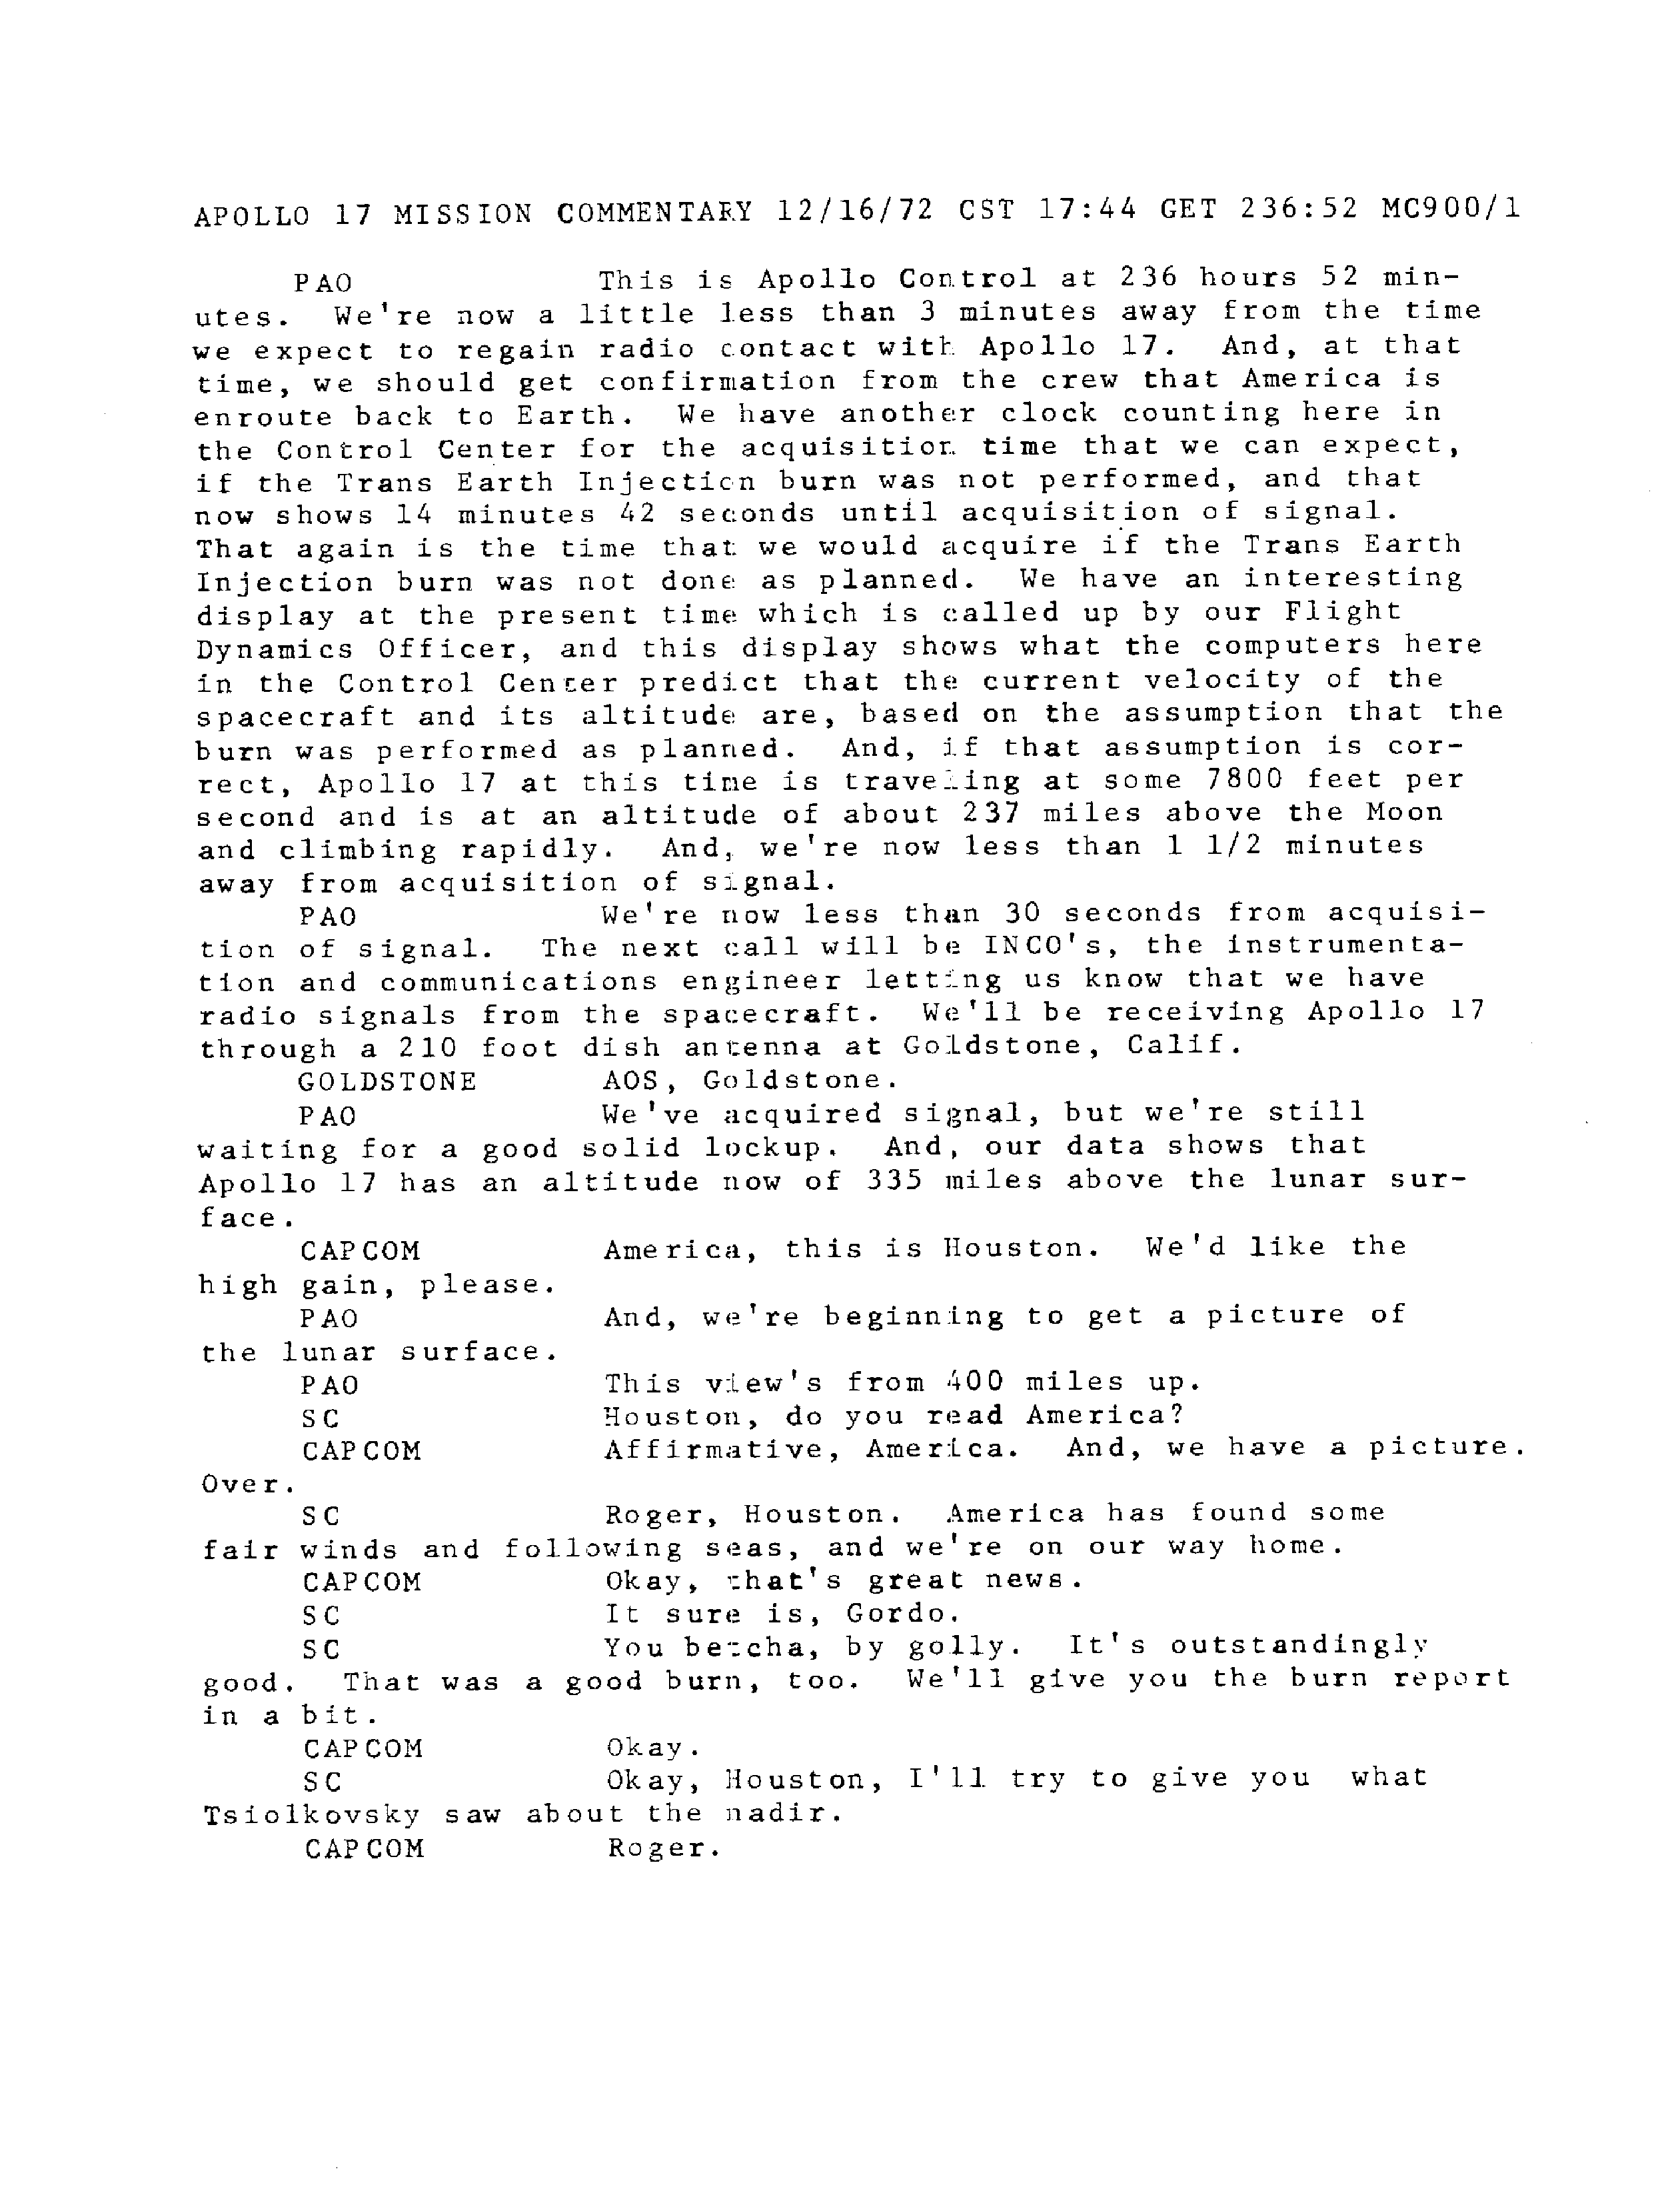 APOLLO 17 MISSION COMMENTARY 12/16/72 CST 17:44 GET 236:52 MC900/1
PAO This is Apollo Control at 236 hours 52 min-
utes. We're now a little less than 3 minutes away from the time
we expect to regain radio contact with Apollo 17. And, at that
time, we should get confirmation from the crew that America is
enroute back to Earth. We have another clock counting here in
the Control Center for the acquisition time that we can expect,
if the Trans Earth Injection burn was not performed, and that
now shows 14 minutes 42 seconds until acquisition of signal.
That again is the time that we would acquire if the Trans Earth
Injection burn was not done as planned. We have an interesting
display at the present time which is called up by our Flight
Dynamics Officer, and this display shows what the computers here
in the Control Center predict that the current velocity of the
spacecraft and its altitude are, based on the assumption that the
burn was performed as planned. And, if that assumption is cor-
rect, Apollo 17 at this time is traveling at some 7800 feet per
second and is at an altitude of about 237 miles above the Moon
and climbing rapidly. And, we're now less than 1 1/2 minutes
away from acquisition of signal.
PAO We're now less than 30 seconds from acquisi-
tion of signal. The next call will be INCO's, the instrumenta-
tion and communications engineer letting us know that we have
radio signals from the spacecraft. We'll be receiving Apollo 17
through a 210 foot dish antenna at Goldstone, Calif.
GOLDSTONE AOS, Goldstone.
PAO We've acquired signal, but we're still
waiting for a good solid lockup. And, our data shows that
Apollo 17 has an altitude now of 335 miles above the lunar sur-
face.
CAPCOM America, this is Houston. We'd like the
high gain, please.
PAO And, we're beginning to get a picture of
the lunar surface.
PAO This view's from 400 miles up.
SC Houston, do you read America?
CAPCOM Affirmative, America. And, we have a picture.
Over.
SC Roger, Houston. America has found some
fair winds and following seas, and we're on our way home.
CAPCOM Okay, that's great news.
SC It sure is, Gordo.
SC You betcha, by golly. It's outstandingly
good. That was a good burn, too. We'll give you the burn report
in a bit.
CAPCOM Okay.
SC Okay, Houston, I'll try to give you what
Tsiolkovsky saw about the nadir.
CAPCOM Roger.